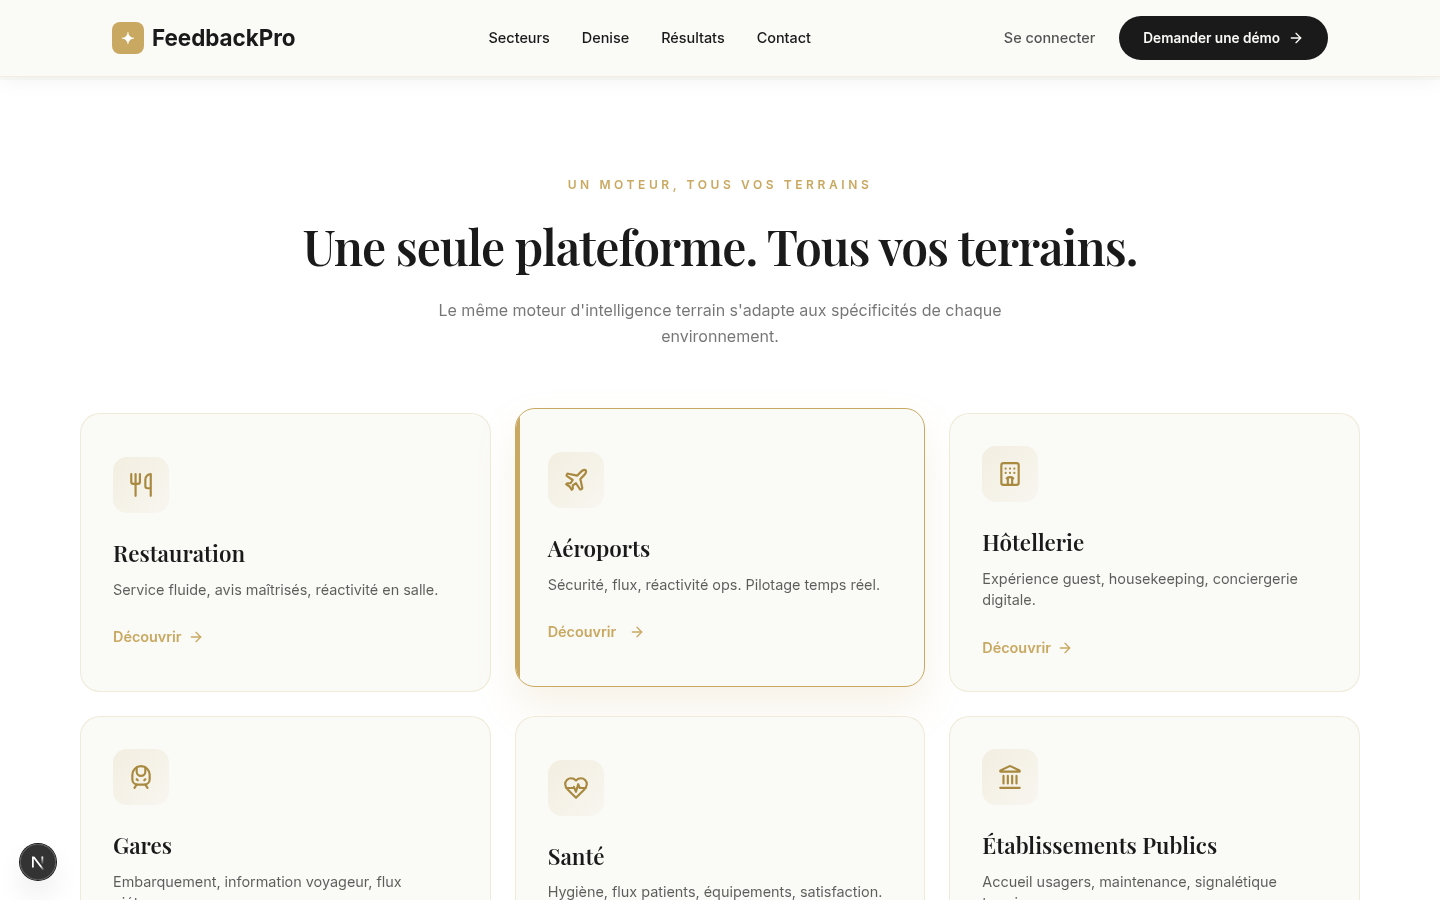 FeedbackPro
Secteurs
Denise
Résultats
Contact
Se connecter
Demander une démo
UN MOTEUR, TOUS VOS TERRAINS
Une seule plateforme. Tous vos terrains.
Le même moteur d'intelligence terrain s'adapte aux spécificités de chaque
environnement.
Restauration
Service fluide, avis maîtrisés, réactivité en salle.
Découvrir
Aéroports
Sécurité, flux, réactivité ops. Pilotage temps réel.
Découvrir
Hôtellerie
Expérience guest, housekeeping, conciergerie
digitale.
Découvrir
Gares
Embarquement, information voyageur, flux
Santé
Hygiène, flux patients, équipements, satisfaction.
Établissements Publics
Accueil usagers, maintenance, signalétique
N